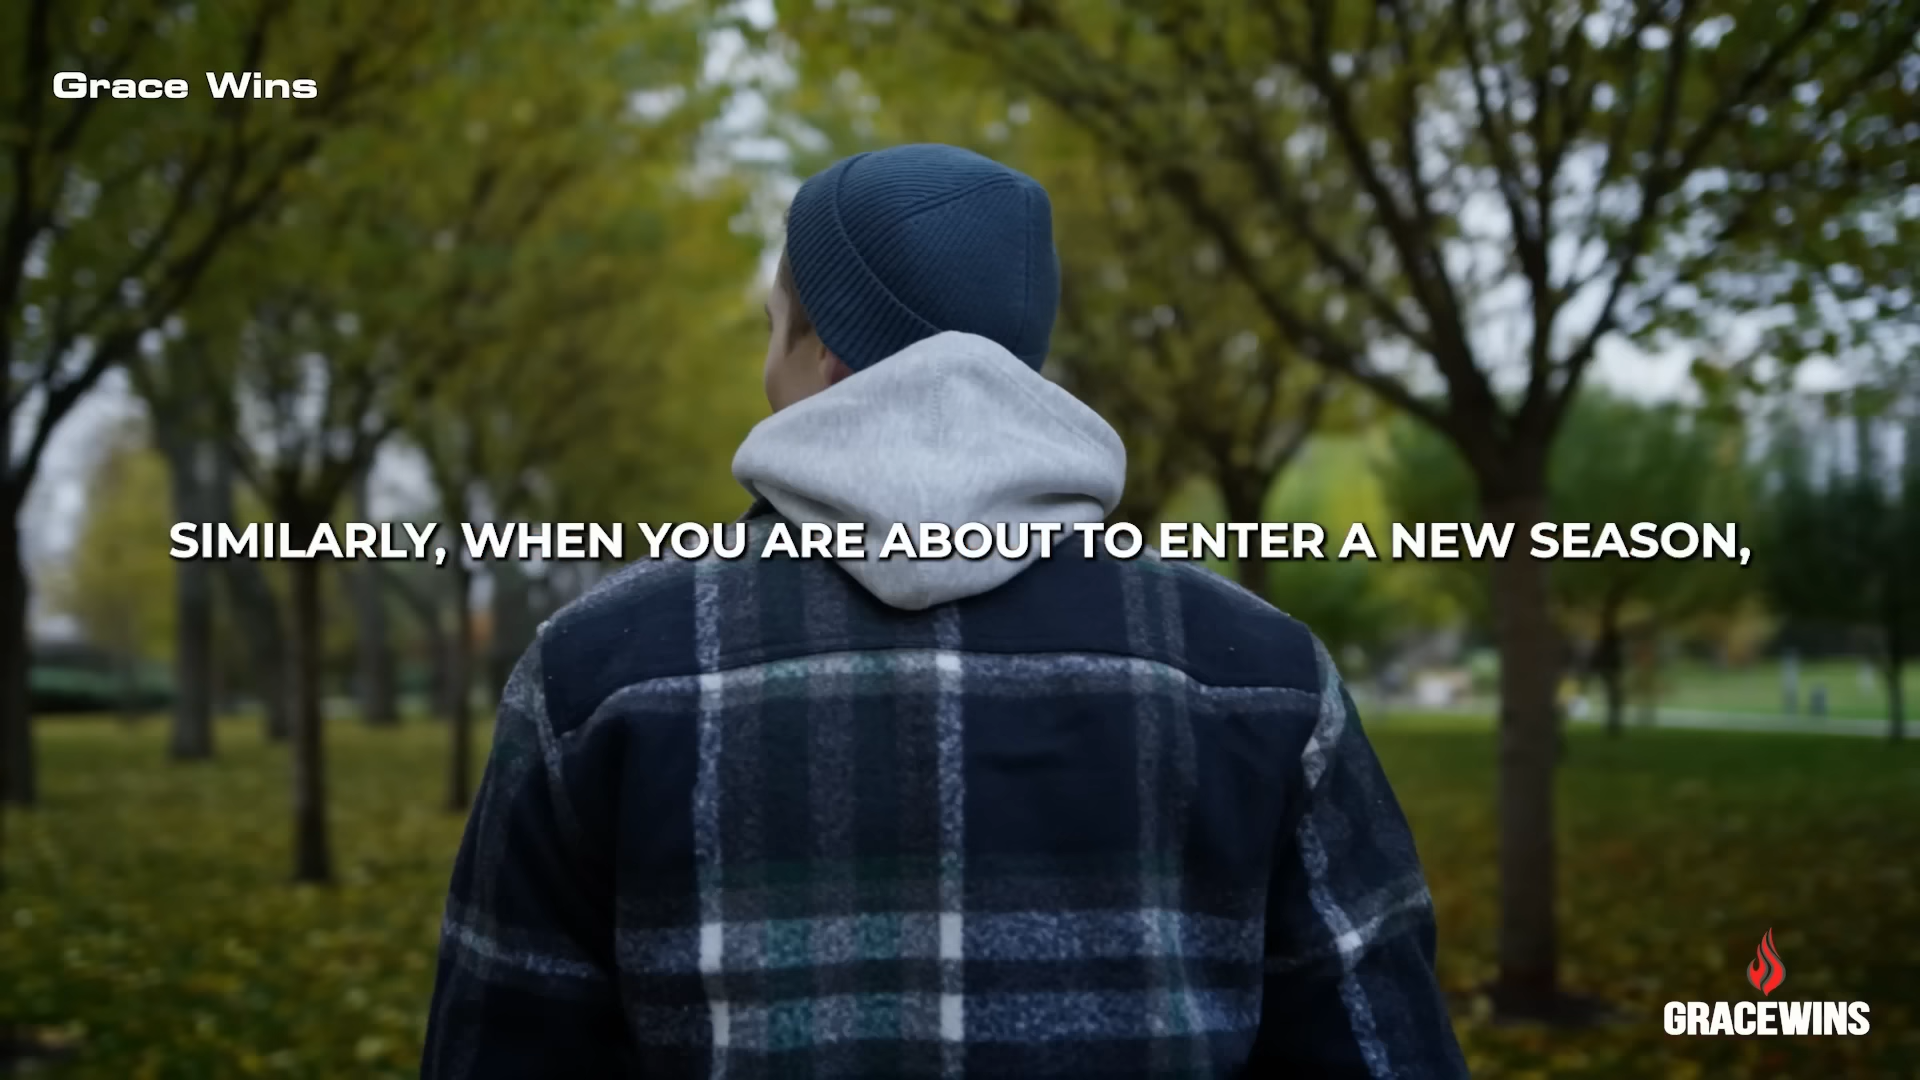 Grace Wins
SIMILARLY, WHEN YOU ARE ABOUT TO ENTER A NEW SEASON,
GRACEWINS